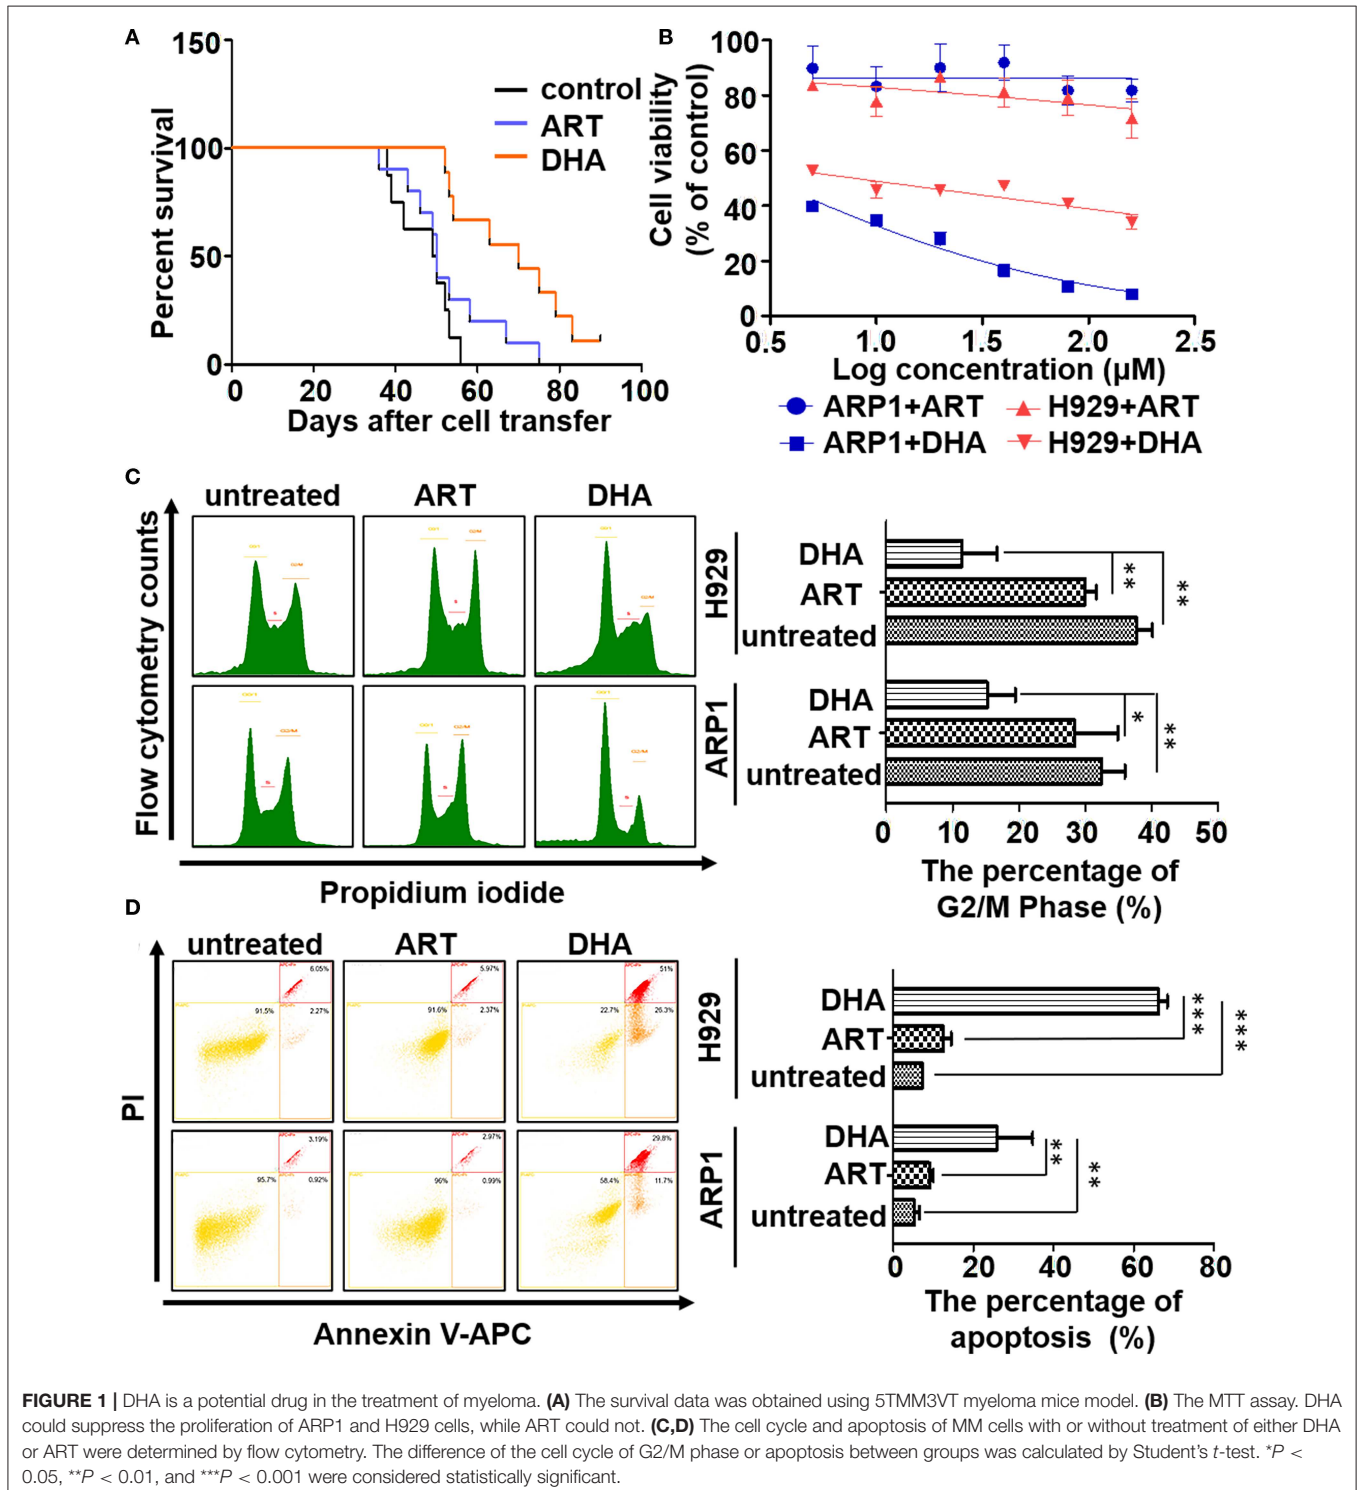 A
150
100
50
0
Percent survival
control
ART
DHA
0 20 40 60 80 100
Days after cell transfer
B
100
80
60
40
20
0
Cell viability
(% of control)
0.5 1.0 1.5 2.0 2.5
Log concentration (µM)
ARP1+ART H929+ART
ARP1+DHA H929+DHA
C
untreated ART DHA
Flow cytometry counts
G2/M
S
G2/M
S
G2/M
S
G2/M
S
G2/M
S
G2/M
S
Propidium iodide
H929
ARP1
DHA
ART
untreated
** **
DHA
ART
untreated
* **
0 10 20 30 40 50
The percentage of
G2/M Phase (%)
D
untreated ART DHA
PI
6.05% 5.97% 51%
91.5% 2.27% 91.6% 2.37% 22.7% 26.3%
3.19% 2.97% 29.8%
95.7% 0.92% 96% 0.99% 58.4% 11.7%
Annexin V-APC
H929
ARP1
DHA
ART
untreated
*** ***
DHA
ART
untreated
** **
0 20 40 60 80
The percentage of
apoptosis (%)
FIGURE 1 | DHA is a potential drug in the treatment of myeloma. (A) The survival data was obtained using 5TMM3VT myeloma mice model. (B) The MTT assay. DHA
could suppress the proliferation of ARP1 and H929 cells, while ART could not. (C,D) The cell cycle and apoptosis of MM cells with or without treatment of either DHA
or ART were determined by flow cytometry. The difference of the cell cycle of G2/M phase or apoptosis between groups was calculated by Student's t-test. *P <
0.05, **P < 0.01, and ***P < 0.001 were considered statistically significant.